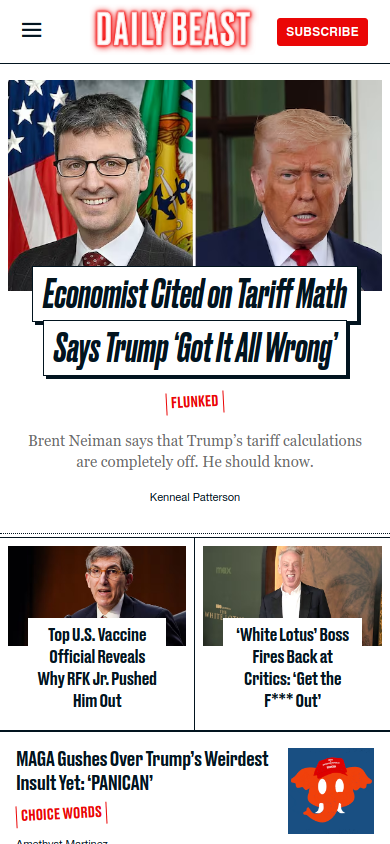 DAILY BEAST
SUBSCRIBE
Economist Cited on Tariff Math
Says Trump ‘Got It All Wrong’
FLUNKED
Brent Neiman says that Trump’s tariff calculations
are completely off. He should know.
Kenneal Patterson
Top U.S. Vaccine
Official Reveals
Why RFK Jr. Pushed
Him Out
‘White Lotus’ Boss
Fires Back at
Critics: ‘Get the
F*** Out’
MAGA Gushes Over Trump’s Weirdest
Insult Yet: ‘PANICAN’
CHOICE WORDS
Amethyst Martinez